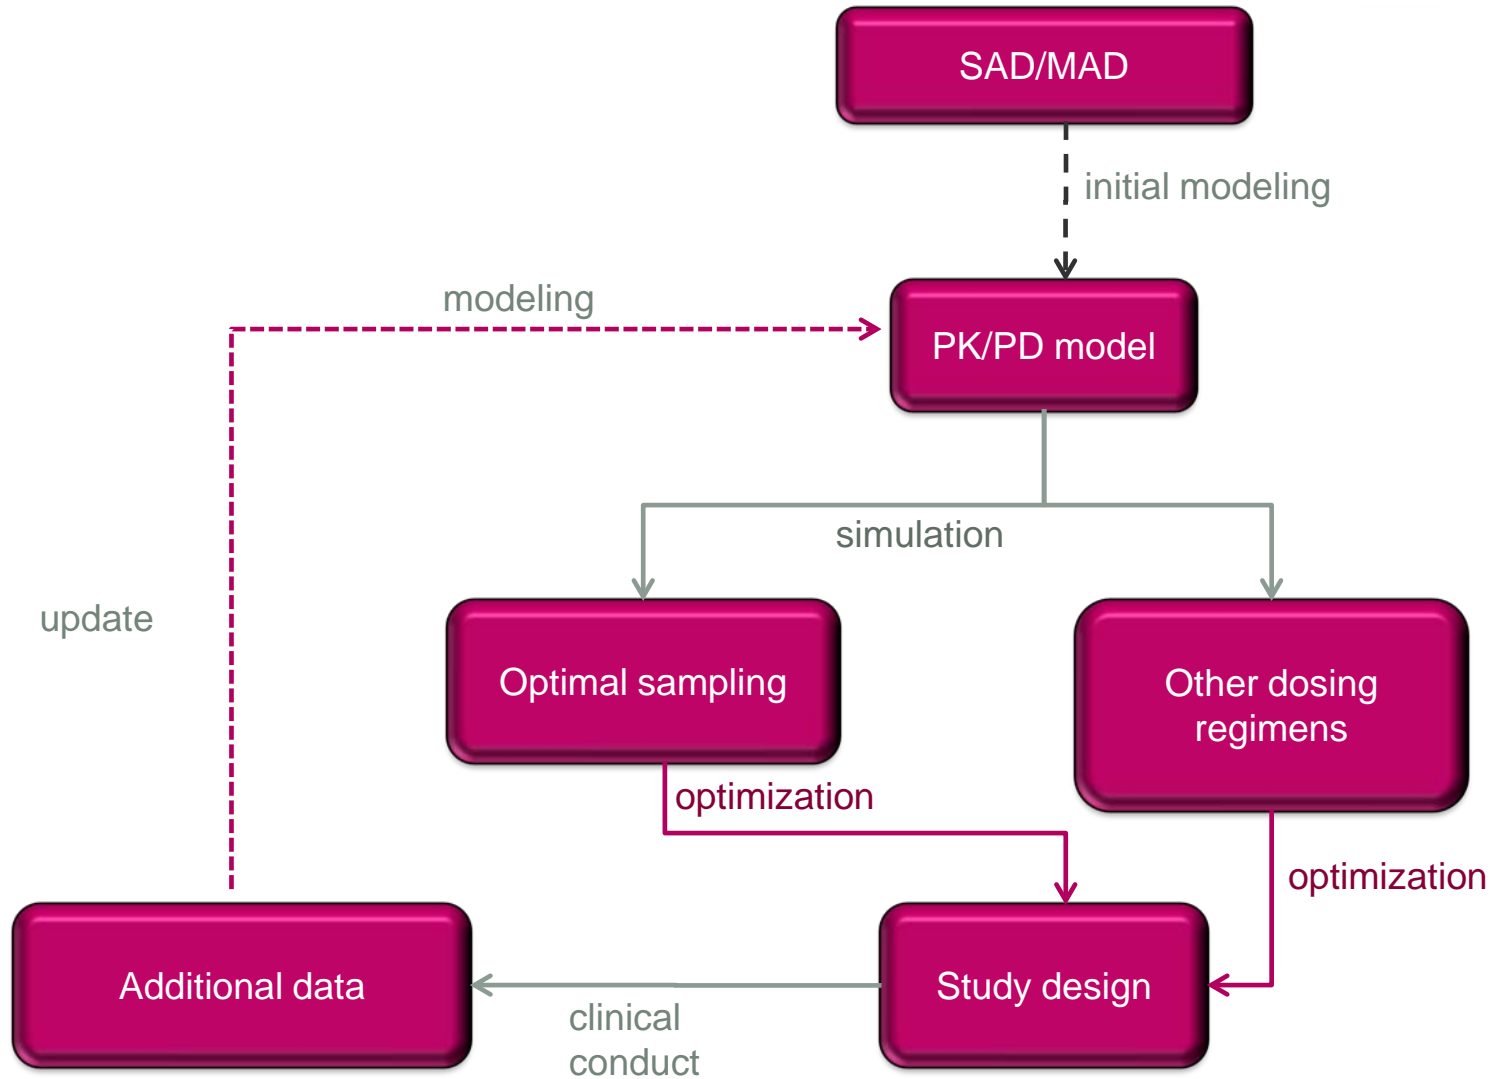 SAD/MAD
initial modeling
modeling
PK/PD model
simulation
update
Optimal sampling
Other dosing
regimens
optimization
optimization
Additional data
Study design
clinical
conduct